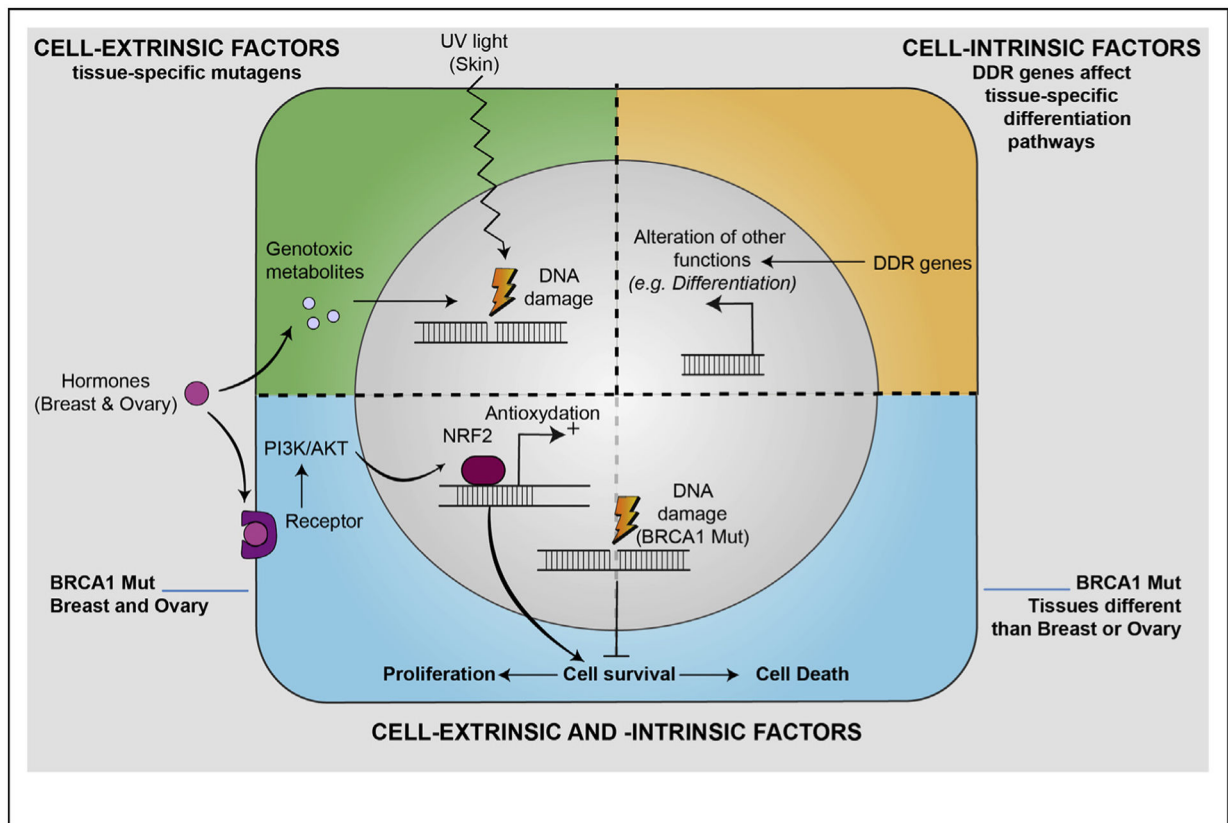 CELL-EXTRINSIC FACTORS
tissue-specific mutagens
UV light
(Skin)
CELL-INTRINSIC FACTORS
DDR genes affect
tissue-specific
differentiation
pathways
Genotoxic
metabolites
DNA
damage
Alteration of other
functions
(e.g. Differentiation)
DDR genes
Hormones
(Breast & Ovary)
PI3K/AKT
Receptor
NRF2
Antioxydation
+
DNA
damage
(BRCA1 Mut)
BRCA1 Mut
Breast and Ovary
BRCA1 Mut
Tissues different
than Breast or Ovary
Proliferation
Cell survival
Cell Death
CELL-EXTRINSIC AND -INTRINSIC FACTORS